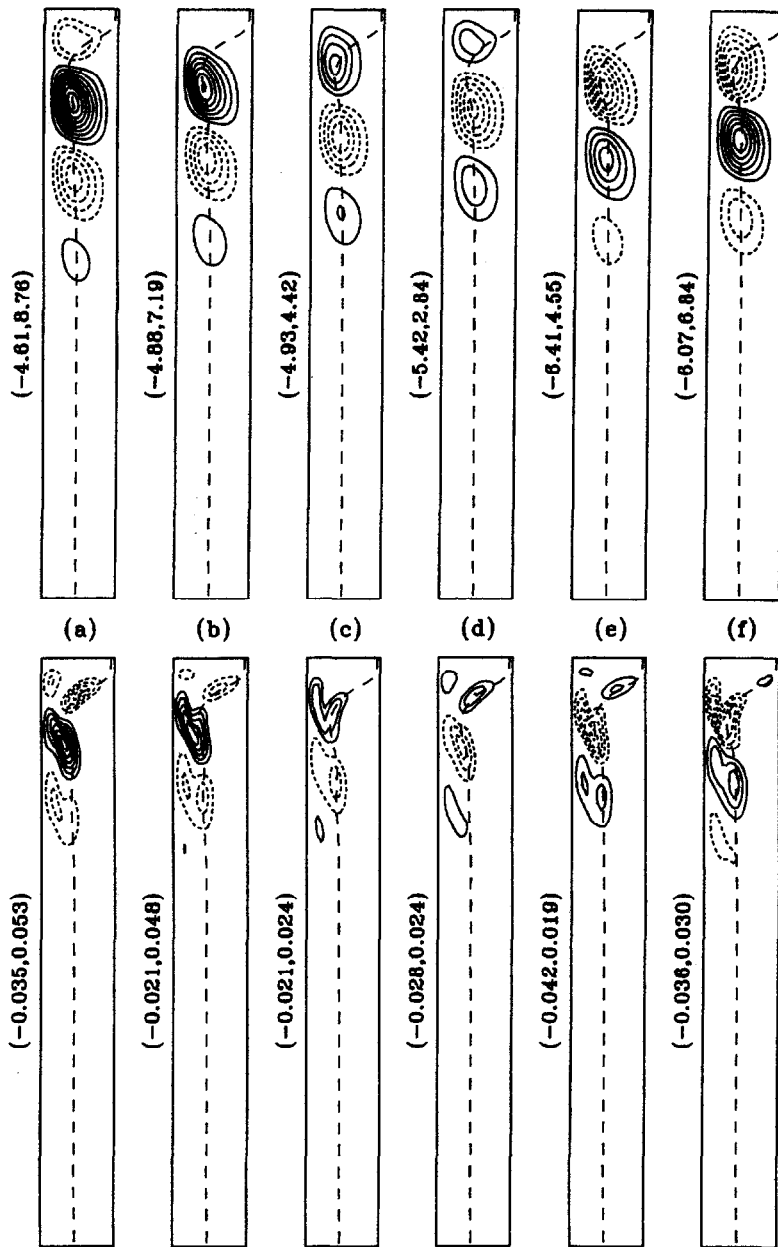 (−4.61,8.76)
(−4.88,7.19)
(−4.93,4.42)
(−5.42,2.84)
(−6.41,4.55)
(−6.07,6.84)
(a)
(b)
(c)
(d)
(e)
(f)
(−0.035,0.053)
(−0.021,0.048)
(−0.021,0.024)
(−0.028,0.024)
(−0.042,0.019)
(−0.036,0.030)